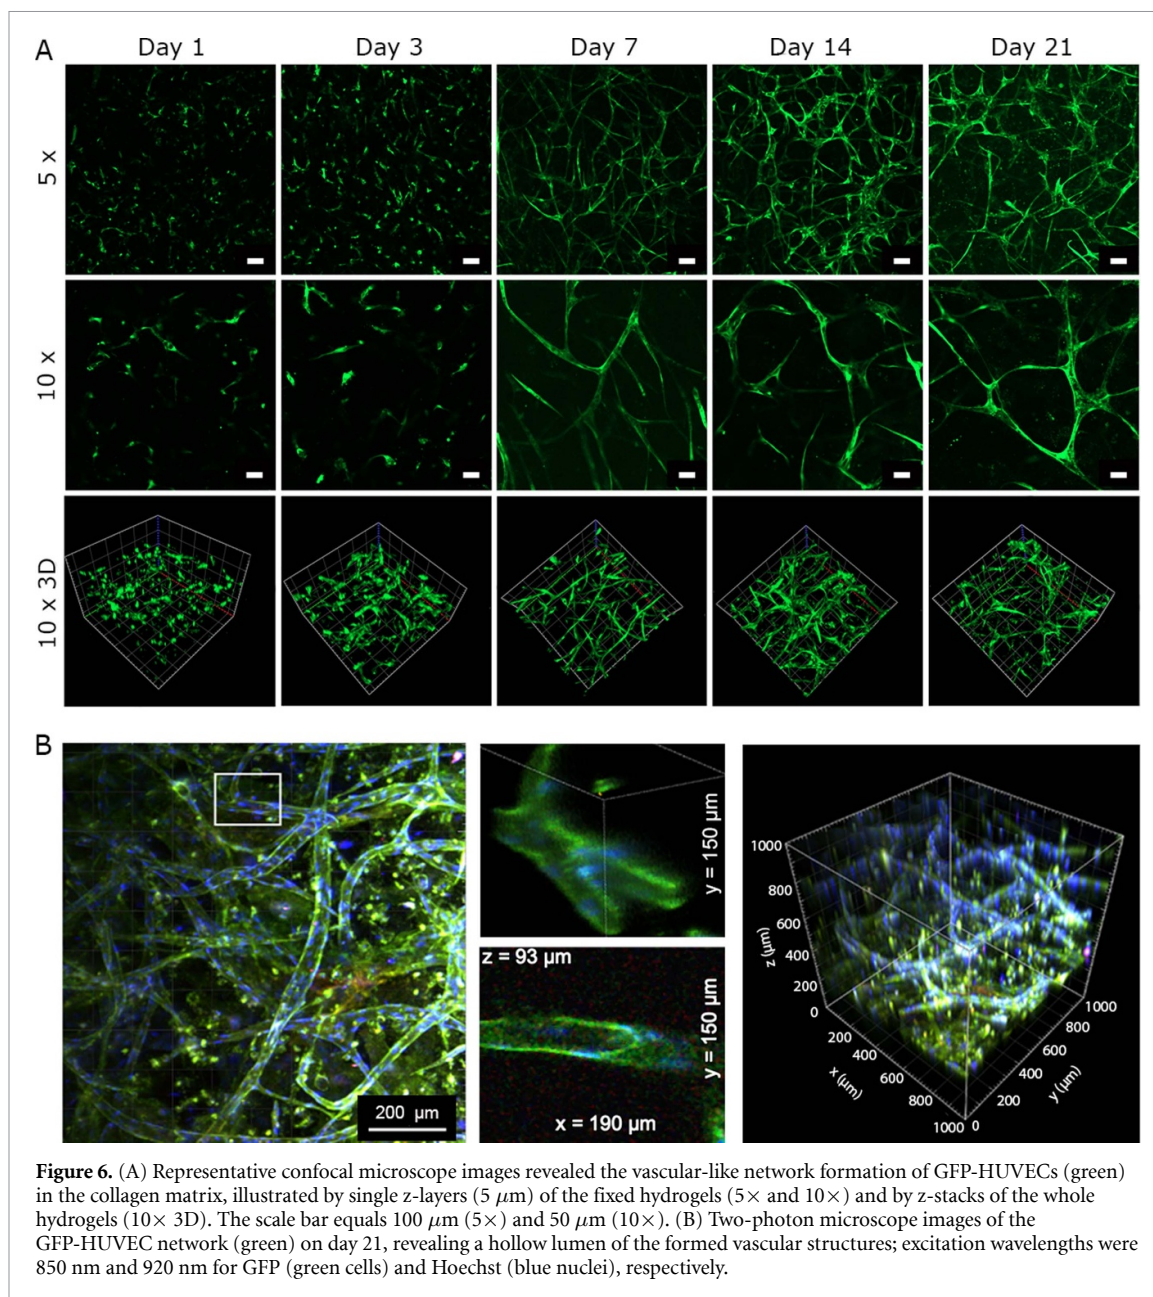 A
Day 1
Day 3
Day 7
Day 14
Day 21
5 x
10 x
10 x 3D
B
200 μm
y = 150 μm
z = 93 μm
y = 150 μm
x = 190 μm
1000
800
600
400
200
0
z (μm)
200
400
600
800
1000
x (μm)
0
200
400
600
800
1000
y (μm)
Figure 6. (A) Representative confocal microscope images revealed the vascular-like network formation of GFP-HUVECs (green)
in the collagen matrix, illustrated by single z-layers (5 μm) of the fixed hydrogels (5× and 10×) and by z-stacks of the whole
hydrogels (10× 3D). The scale bar equals 100 μm (5×) and 50 μm (10×). (B) Two-photon microscope images of the
GFP-HUVEC network (green) on day 21, revealing a hollow lumen of the formed vascular structures; excitation wavelengths were
850 nm and 920 nm for GFP (green cells) and Hoechst (blue nuclei), respectively.